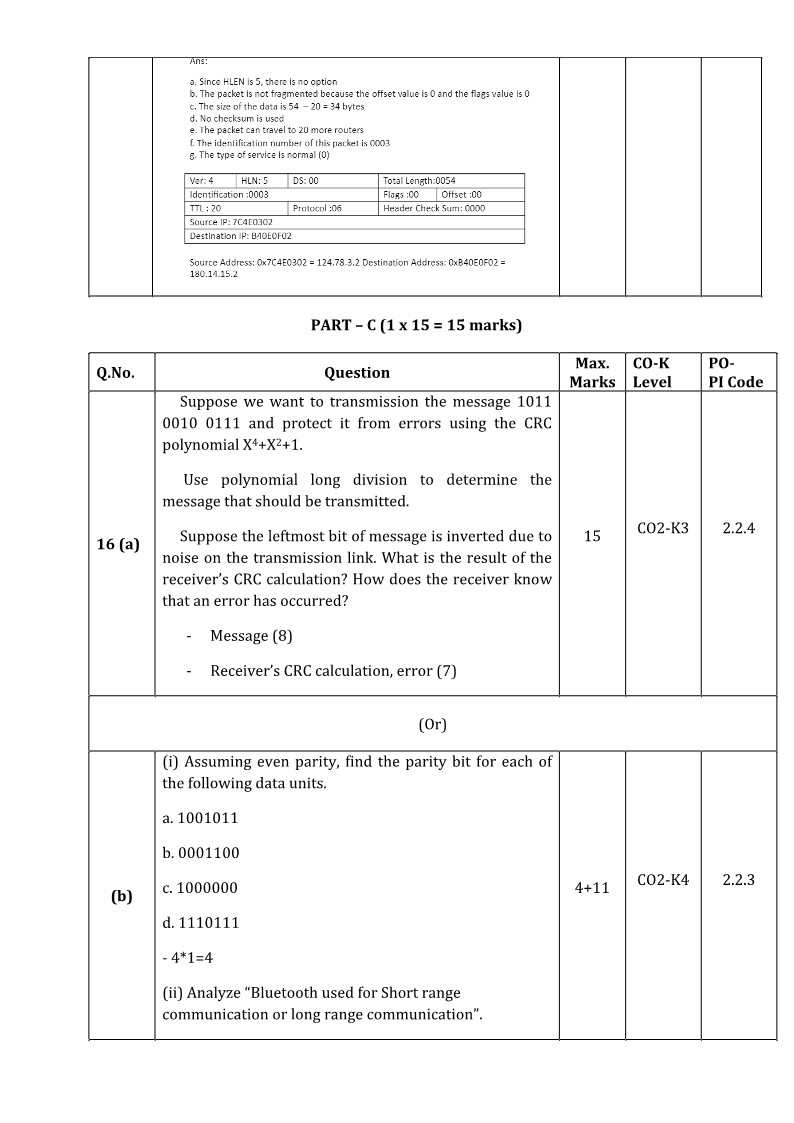 Ans:
a. Since HLEN is 5, there is no option
b. The packet is not fragmented because the offset value is 0 and the flags value is 0
c. The size of the data is 54 – 20 = 34 bytes
d. No checksum is used
e. The packet can travel to 20 more routers
f. The identification number of this packet is 0003
g. The type of service is normal (0)
Ver: 4 HLN: 5 DS: 00 Total Length:0054
Identification :0003 Flags :00 Offset :00
TTL : 20 Protocol :06 Header Check Sum: 0000
Source IP: 7C4E0302
Destination IP: B40E0F02
Source Address: 0x7C4E0302 = 124.78.3.2 Destination Address: 0xB40E0F02 =
180.14.15.2
PART – C (1 x 15 = 15 marks)
Q.No. Question Max. Marks CO-K Level PO-PI Code
Suppose we want to transmission the message 1011
0010 0111 and protect it from errors using the CRC
polynomial X⁴+X²+1.
Use polynomial long division to determine the
message that should be transmitted.
16 (a)
Suppose the leftmost bit of message is inverted due to
noise on the transmission link. What is the result of the
receiver’s CRC calculation? How does the receiver know
that an error has occurred?
- Message (8)
- Receiver’s CRC calculation, error (7)
15
CO2-K3
2.2.4
(Or)
(b)
(i) Assuming even parity, find the parity bit for each of
the following data units.
a. 1001011
b. 0001100
c. 1000000
d. 1110111
- 4*1=4
(ii) Analyze “Bluetooth used for Short range
communication or long range communication”.
4+11
CO2-K4
2.2.3